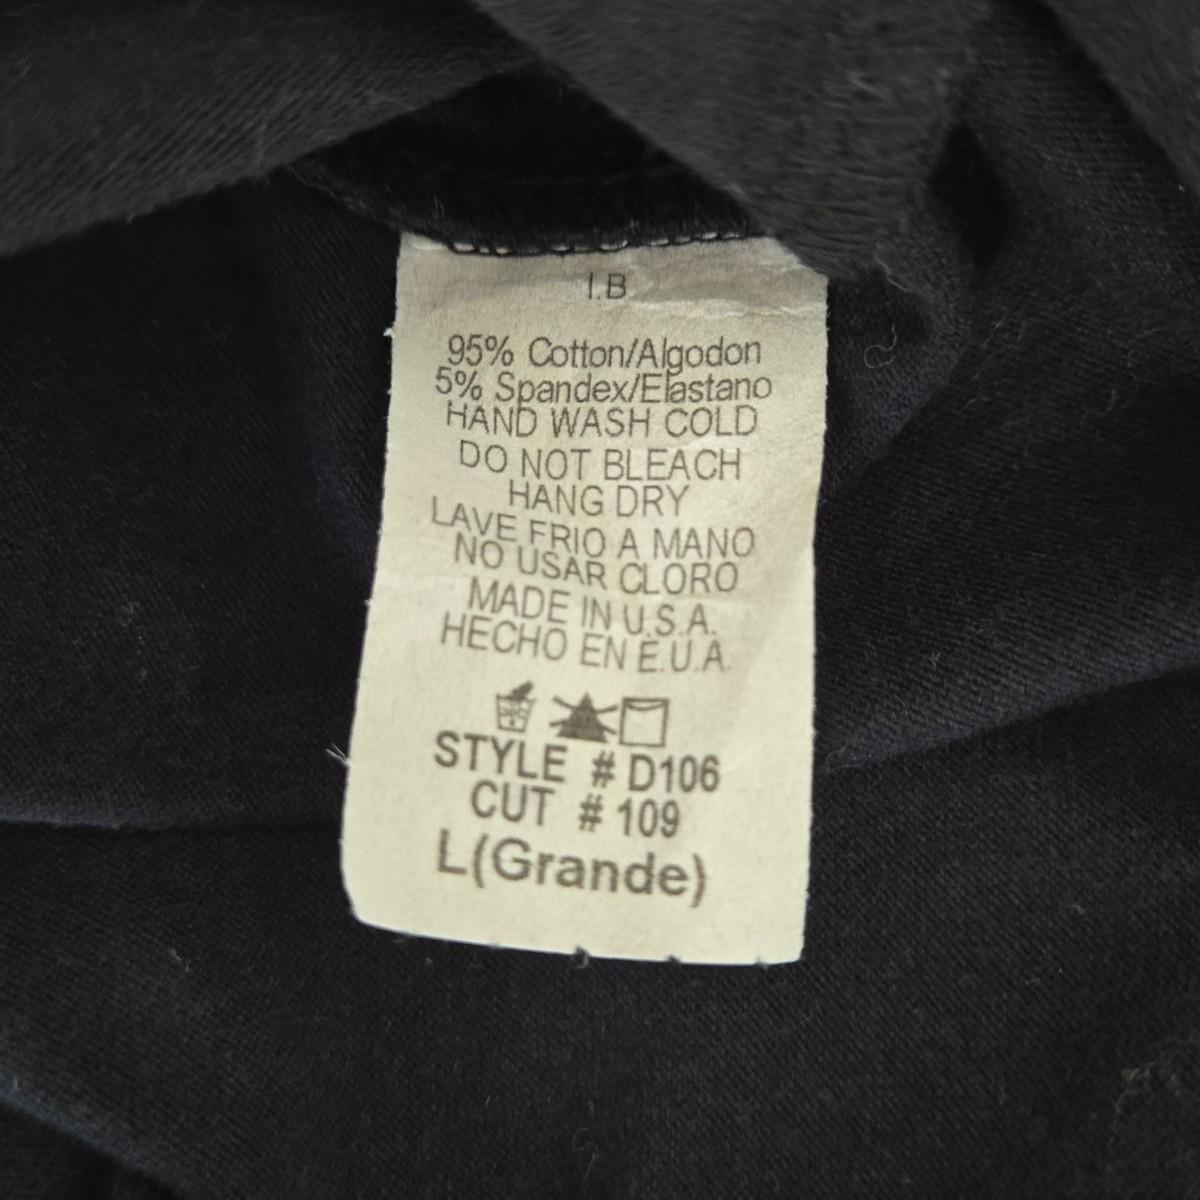 I.B
95% Cotton/Algodon
5% Spandex/Elastano
HAND WASH COLD
DO NOT BLEACH
HANG DRY
LAVE FRIO A MANO
NO USAR CLORO
MADE IN U.S.A.
HECHO EN E.U.A.
STYLE # D106
CUT # 109
L(Grande)